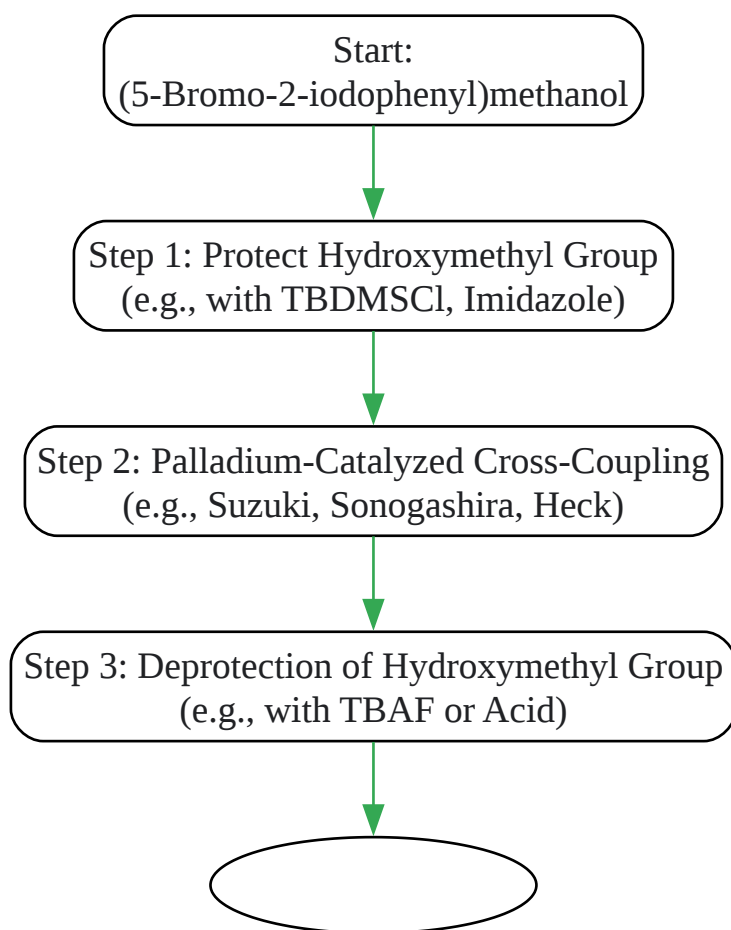 Start:
(5-Bromo-2-iodophenyl)methanol
Step 1: Protect Hydroxymethyl Group
(e.g., with TBDMSCl, Imidazole)
Step 2: Palladium-Catalyzed Cross-Coupling
(e.g., Suzuki, Sonogashira, Heck)
Step 3: Deprotection of Hydroxymethyl Group
(e.g., with TBAF or Acid)